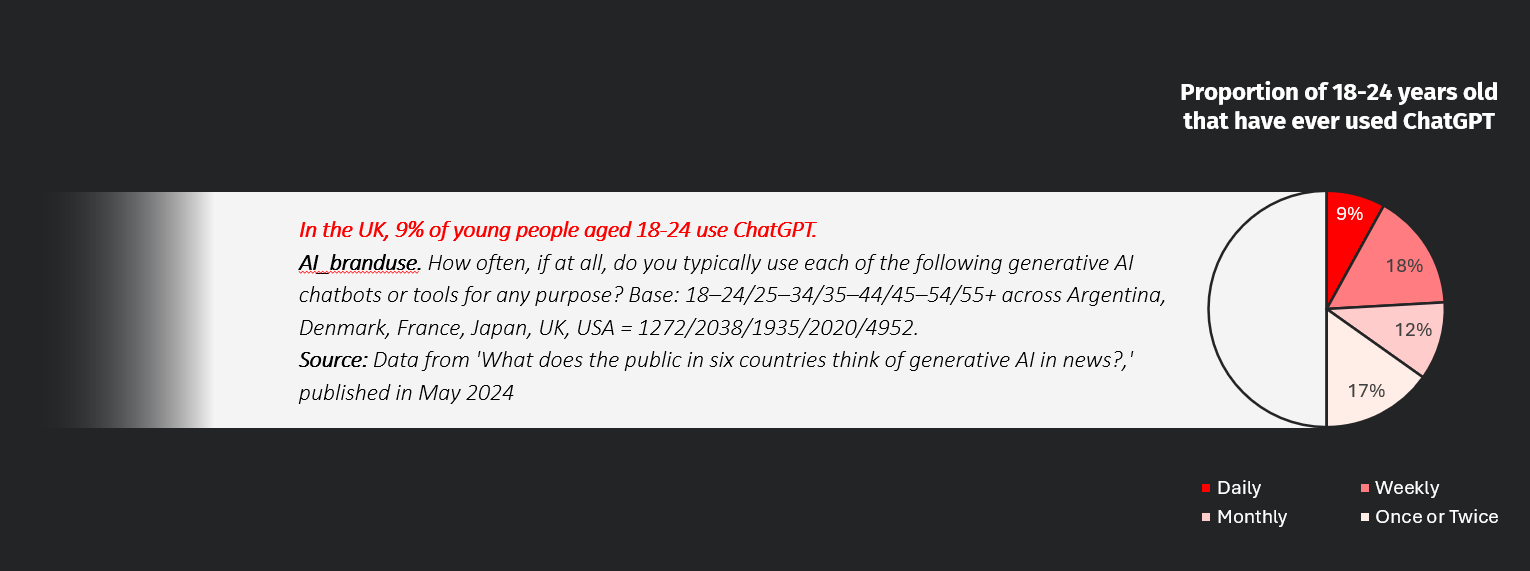 Proportion of 18-24 years old
that have ever used ChatGPT
In the UK, 9% of young people aged 18-24 use ChatGPT.
AI_branduse. How often, if at all, do you typically use each of the following generative AI
chatbots or tools for any purpose? Base: 18–24/25–34/35–44/45–54/55+ across Argentina,
Denmark, France, Japan, UK, USA = 1272/2038/1935/2020/4952.
Source: Data from 'What does the public in six countries think of generative AI in news?,'
published in May 2024
9%
18%
12%
17%
Daily
Weekly
Monthly
Once or Twice